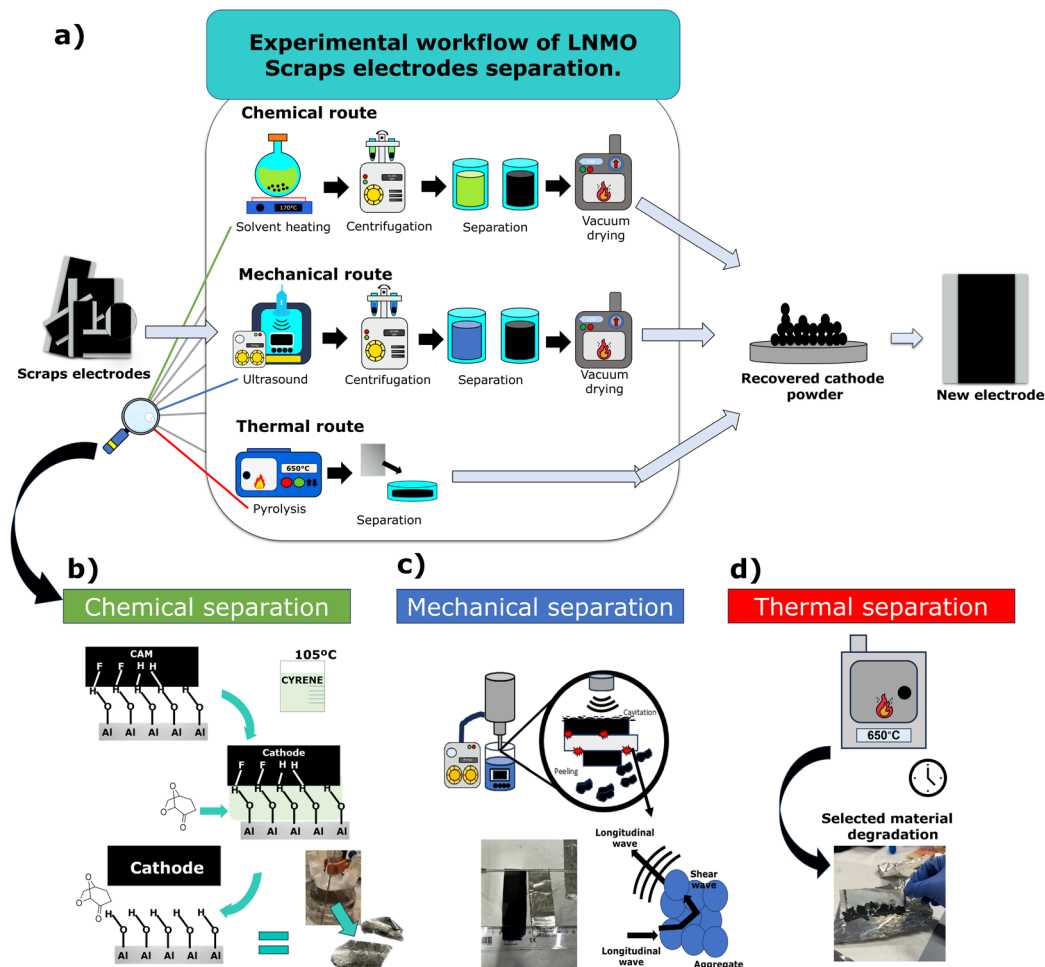 a)
Experimental workflow of LNMO
Scraps electrodes separation.
Chemical route
170ºC
Solvent heating
Centrifugation
Separation
Vacuum
drying
Mechanical route
Ultrasound
Centrifugation
Separation
Vacuum
drying
Scraps electrodes
Thermal route
650°C
Pyrolysis
Separation
Recovered cathode
powder
New electrode
b)
Chemical separation
CAM
F F H H
H H H H H
O O O O O
Al Al Al Al Al
105ºC
CYRENE
Cathode
F F H H
H H H H H
O O O O O
Al Al Al Al Al
O
O
O
Cathode
O
O
O
H H H H H
O O O O O
Al Al Al Al Al
c)
Mechanical separation
Cavitation
Peeling
Longitudinal
wave
Shear
wave
Longitudinal
wave
Aggregate
d)
Thermal separation
650°C
Selected material
degradation